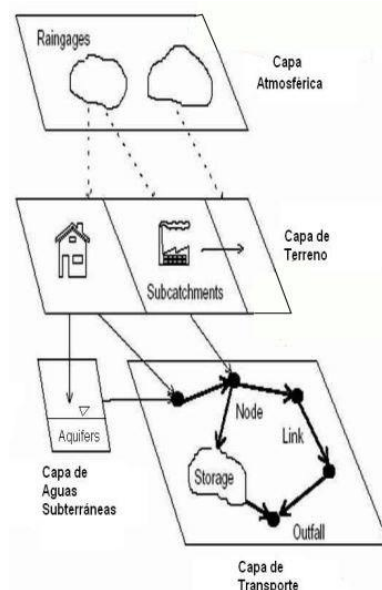 Raingages
Capa
Atmosférica
Capa de
Terreno
Subcatchments
Aquifers
Node
Link
Storage
Outfall
Capa de
Aguas
Subterráneas
Capa de
Transporte